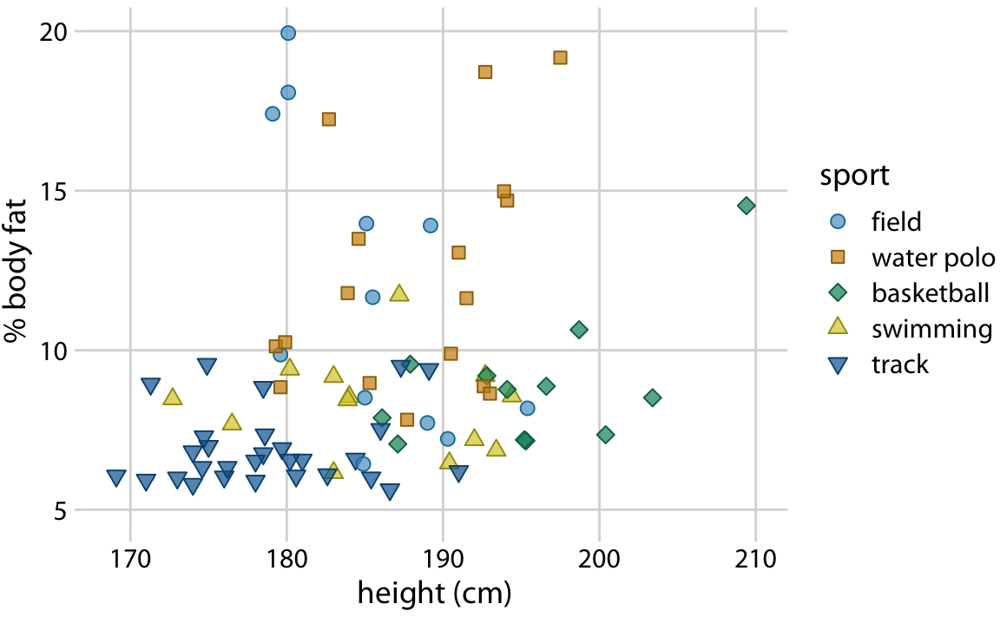 20
15
10
5
% body fat
170 180 190 200 210
height (cm)
sport
field
water polo
basketball
swimming
track